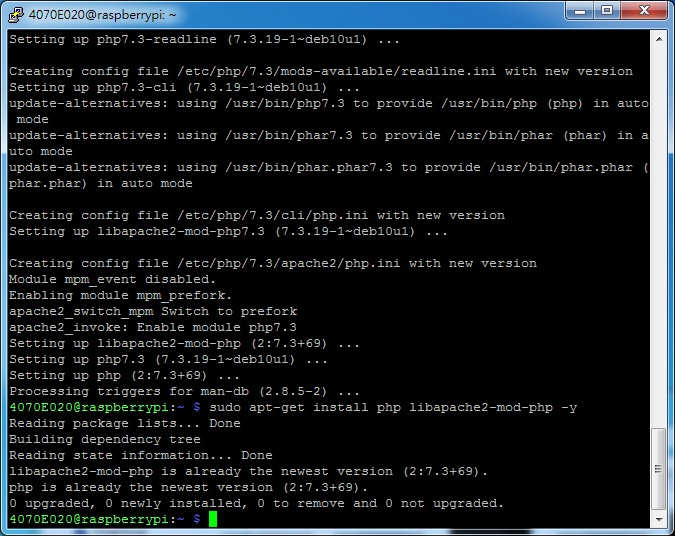 4070E020@raspberrypi: ~
Setting up php7.3-readline (7.3.19-1~deb10u1) ...
Creating config file /etc/php/7.3/mods-available/readline.ini with new version
Setting up php7.3-cli (7.3.19-1~deb10u1) ...
update-alternatives: using /usr/bin/php7.3 to provide /usr/bin/php (php) in auto
 mode
update-alternatives: using /usr/bin/phar7.3 to provide /usr/bin/phar (phar) in a
uto mode
update-alternatives: using /usr/bin/phar.phar7.3 to provide /usr/bin/phar.phar (
phar.phar) in auto mode
Creating config file /etc/php/7.3/cli/php.ini with new version
Setting up libapache2-mod-php7.3 (7.3.19-1~deb10u1) ...
Creating config file /etc/php/7.3/apache2/php.ini with new version
Module mpm_event disabled.
Enabling module mpm_prefork.
apache2_switch_mpm Switch to prefork
apache2_invoke: Enable module php7.3
Setting up libapache2-mod-php (2:7.3+69) ...
Setting up php7.3 (7.3.19-1~deb10u1) ...
Setting up php (2:7.3+69) ...
Processing triggers for man-db (2.8.5-2) ...
4070E020@raspberrypi:~ $ sudo apt-get install php libapache2-mod-php -y
Reading package lists... Done
Building dependency tree
Reading state information... Done
libapache2-mod-php is already the newest version (2:7.3+69).
php is already the newest version (2:7.3+69).
0 upgraded, 0 newly installed, 0 to remove and 0 not upgraded.
4070E020@raspberrypi:~ $